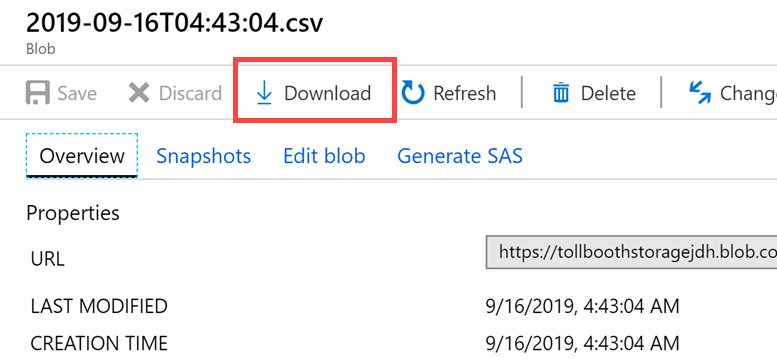 2019-09-16T04:43:04.csv
Blob
Save Discard Download Refresh Delete
Overview Snapshots Edit blob Generate SAS
Properties
URL https://tollboothstoragejdh.blob.co
LAST MODIFIED 9/16/2019, 4:43:04 AM
CREATION TIME 9/16/2019, 4:43:04 AM